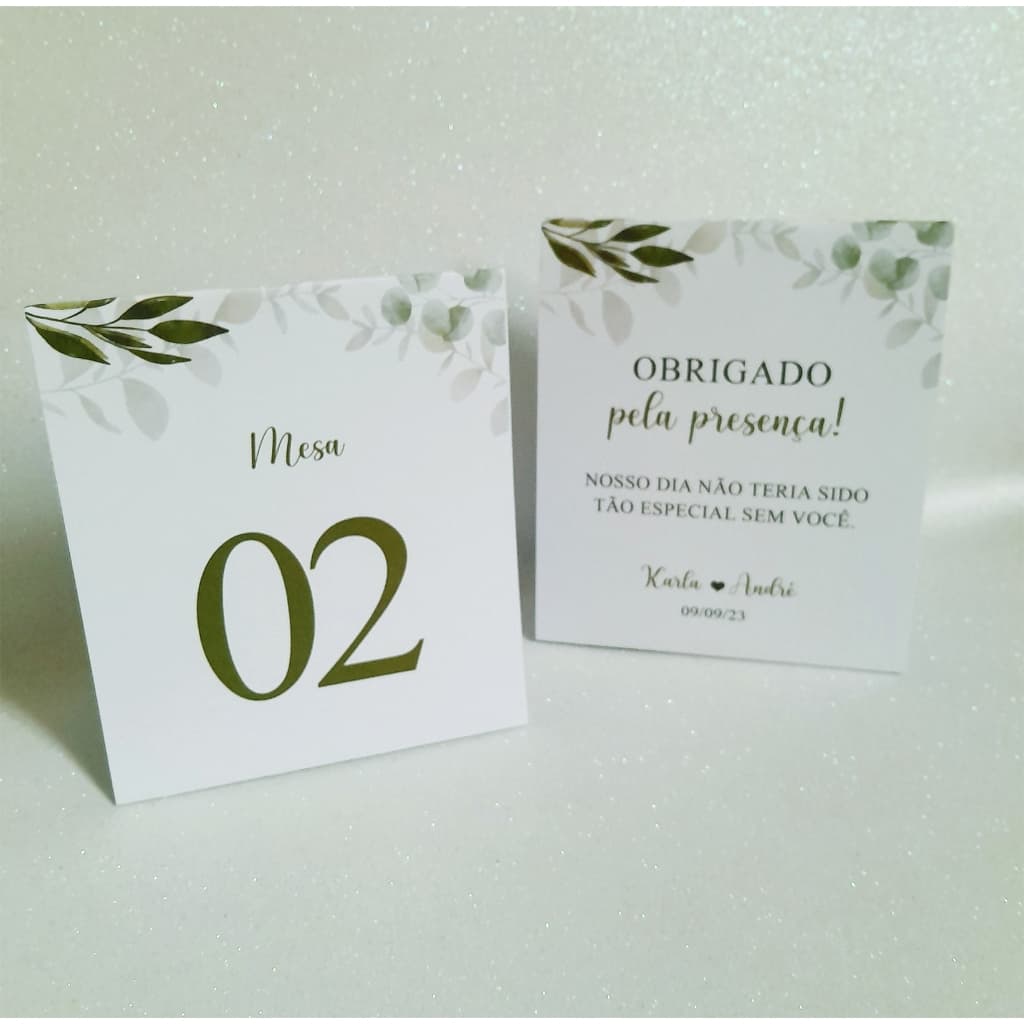 Mesa
02
OBRIGADO
pela presença!
NOSSO DIA NÃO TERIA SIDO
TÃO ESPECIAL SEM VOCÊ.
Karla ❤ André
09/09/23